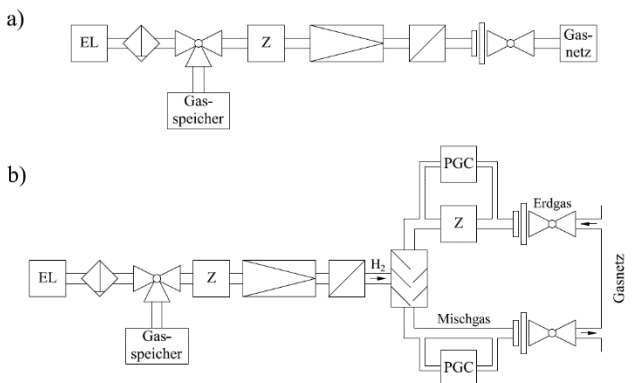 a)
EL
Z
Gas-
netz
Gas-
speicher
b)
PGC
Erdgas
Z
EL
Z
H₂
Gasnetz
Mischgas
Gas-
speicher
PGC